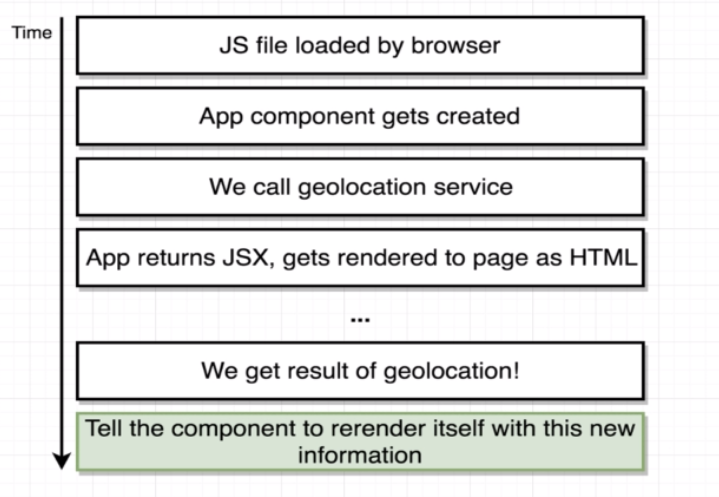 Time
JS file loaded by browser
App component gets created
We call geolocation service
App returns JSX, gets rendered to page as HTML
...
We get result of geolocation!
Tell the component to rerender itself with this new
information